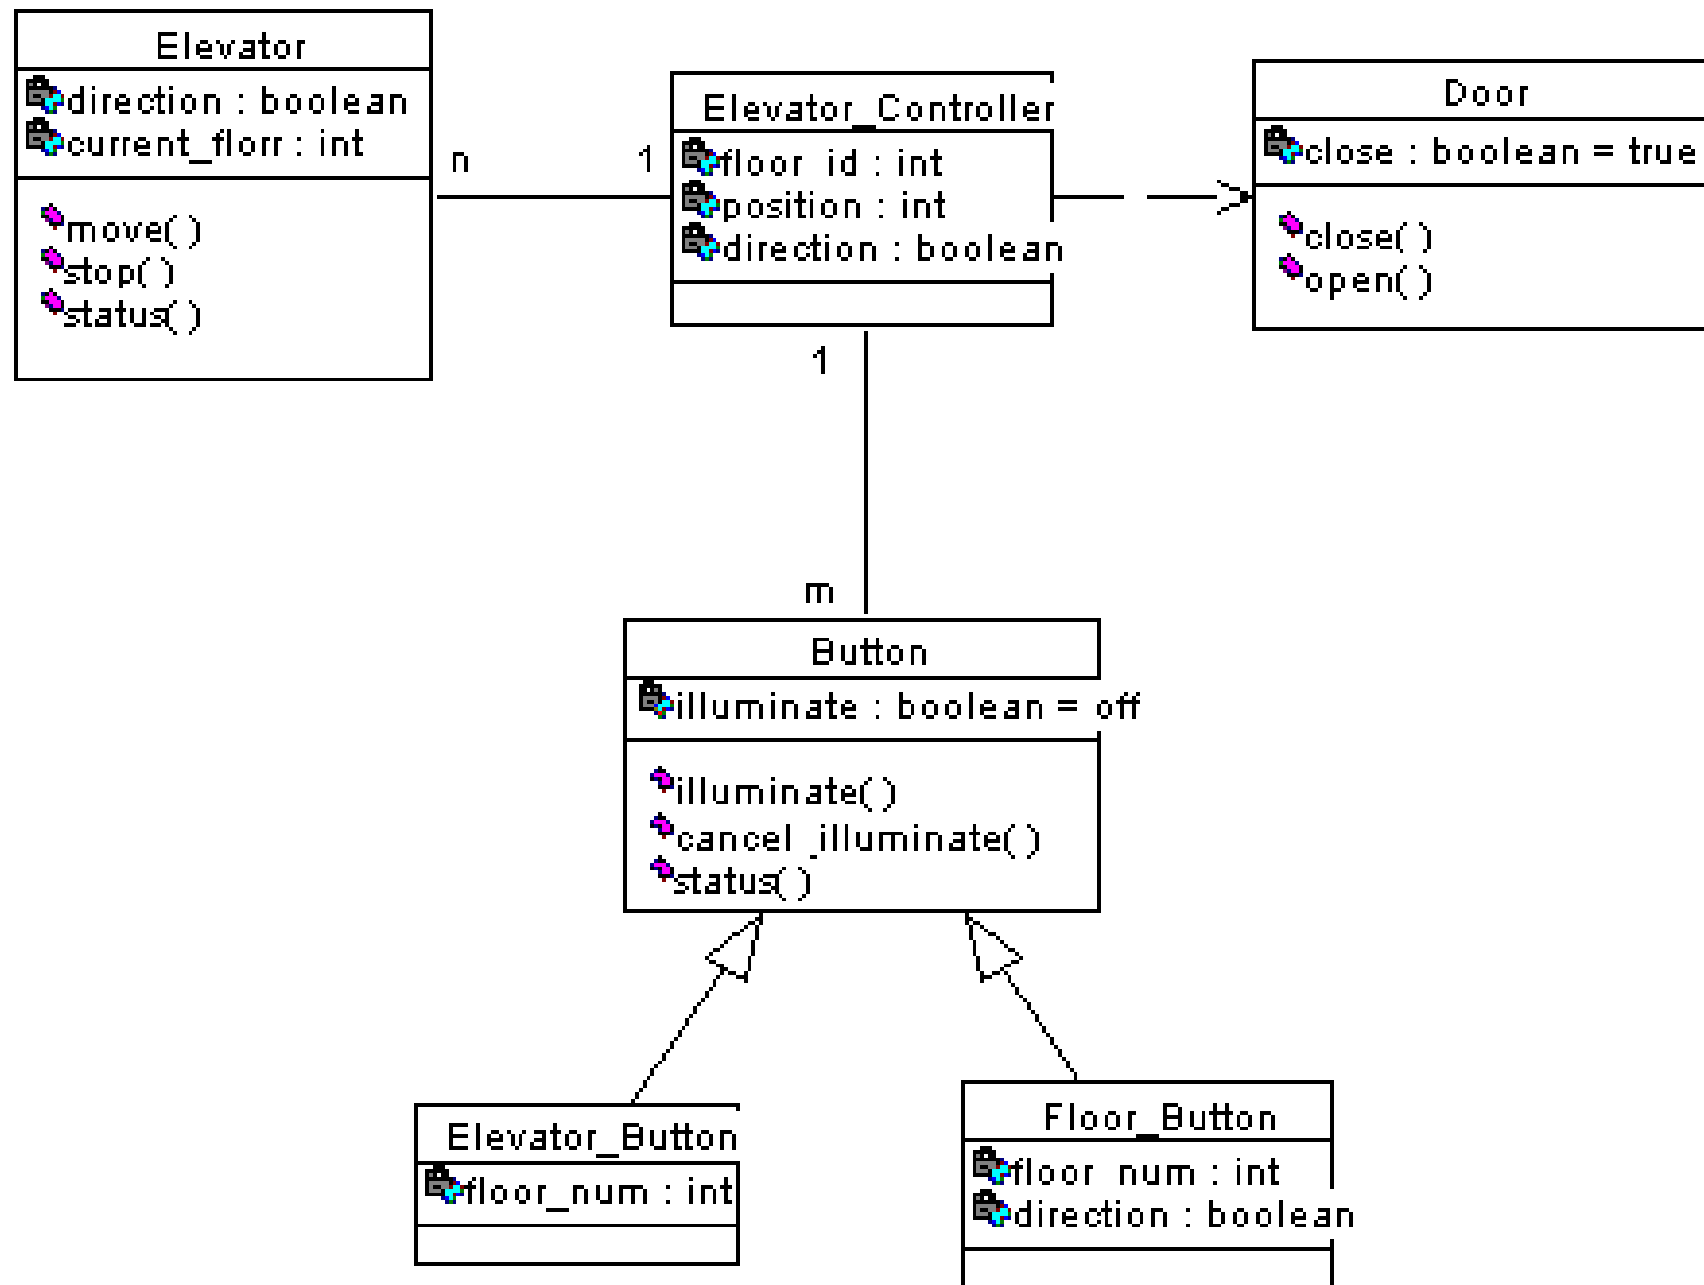 Elevator
direction : boolean
current_florr : int
move( )
stop( )
status( )
n
1
Elevator_Controller
floor_id : int
position : int
direction : boolean
1
Door
close : boolean = true
close( )
open( )
m
Button
illuminate : boolean = off
illuminate( )
cancel_illuminate( )
status( )
Elevator_Button
floor_num : int
Floor_Button
floor_num : int
direction : boolean